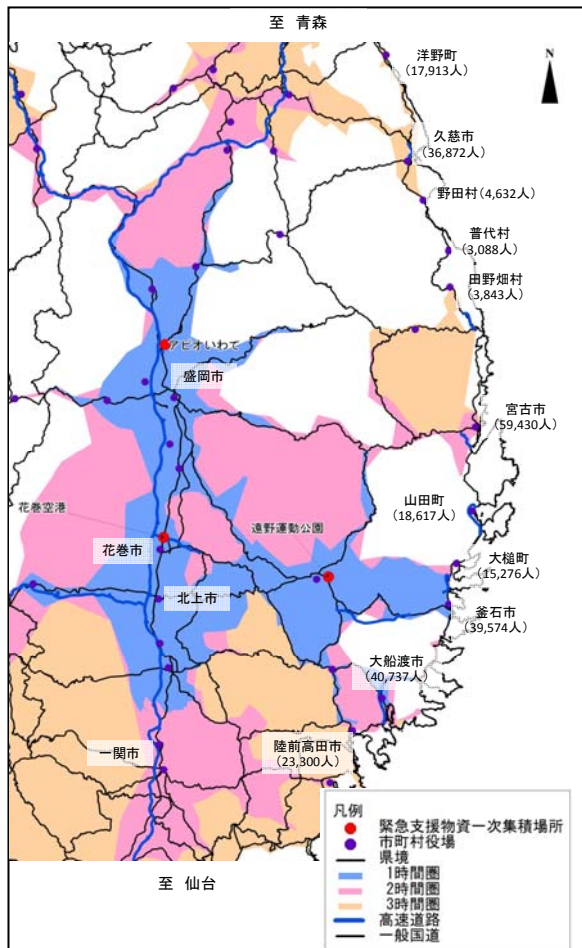 至 青森
N
洋野町
(17,913人)
久慈市
(36,872人)
野田村(4,632人)
普代村
(3,088人)
田野畑村
(3,843人)
アピオいわて
盛岡市
宮古市
(59,430人)
山田町
(18,617人)
花巻空港
遠野運動公園
花巻市
大槌町
(15,276人)
北上市
釜石市
(39,574人)
大船渡市
(40,737人)
一関市
陸前高田市
(23,300人)
至 仙台
凡例
緊急支援物資一次集積場所
市町村役場
県境
1時間圏
2時間圏
3時間圏
高速道路
一般国道